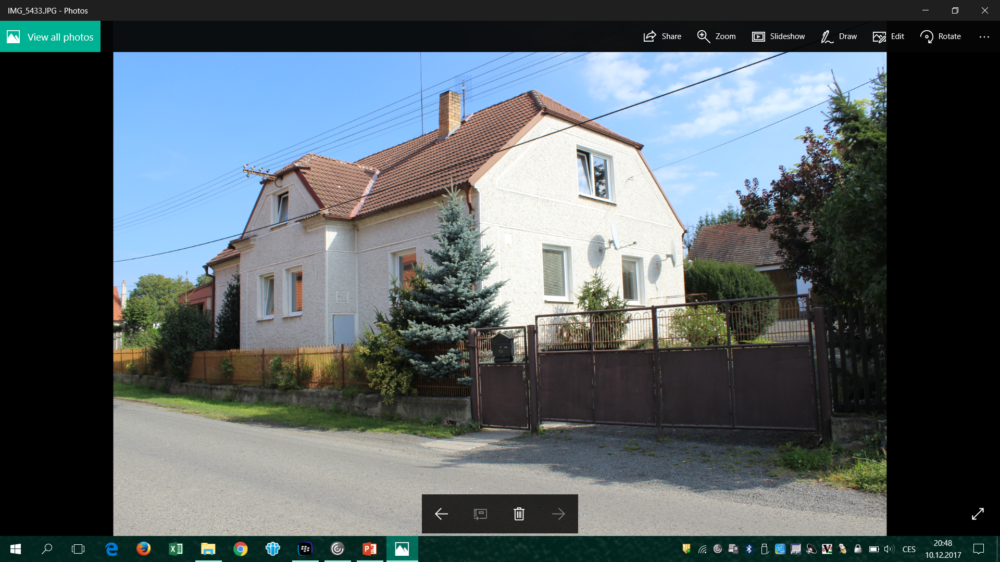 IMG_5433.JPG - Photos
View all photos
Share
Zoom
Slideshow
Draw
Edit
Rotate
CES
20:48
10.12.2017